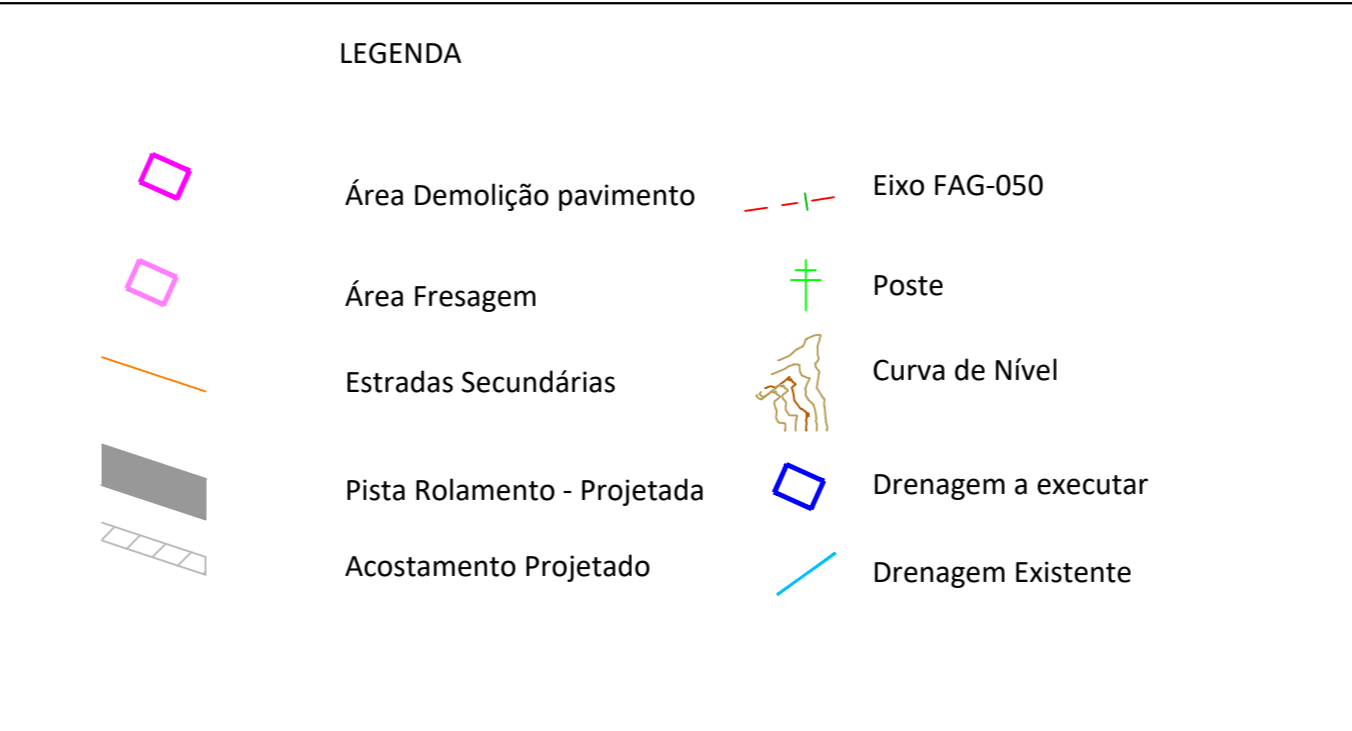 LEGENDA
Área Demolição pavimento
Área Fresagem
Estradas Secundárias
Pista Rolamento - Projetada
Acostamento Projetado
Eixo FAG-050
Poste
Curva de Nível
Drenagem a executar
Drenagem Existente